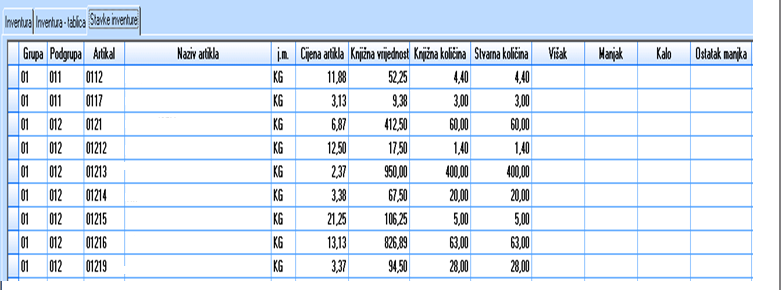 Inventura Inventura - tablica Stavke inventure
Grupa Podgrupa Artikal Naziv artikla j.m. Cijena artikla Knjižna vrijednost Knjižna količina Stvarna količina Višak Manjak Kalo Ostatak manjka
01 011 0112 KG 11,88 52,25 4,40 4,40
01 011 0117 KG 3,13 9,38 3,00 3,00
01 012 0121 KG 6,87 412,50 60,00 60,00
01 012 01212 KG 12,50 17,50 1,40 1,40
01 012 01213 KG 2,37 950,00 400,00 400,00
01 012 01214 KG 3,38 67,50 20,00 20,00
01 012 01215 KG 21,25 106,25 5,00 5,00
01 012 01216 KG 13,13 826,89 63,00 63,00
01 012 01219 KG 3,37 94,50 28,00 28,00